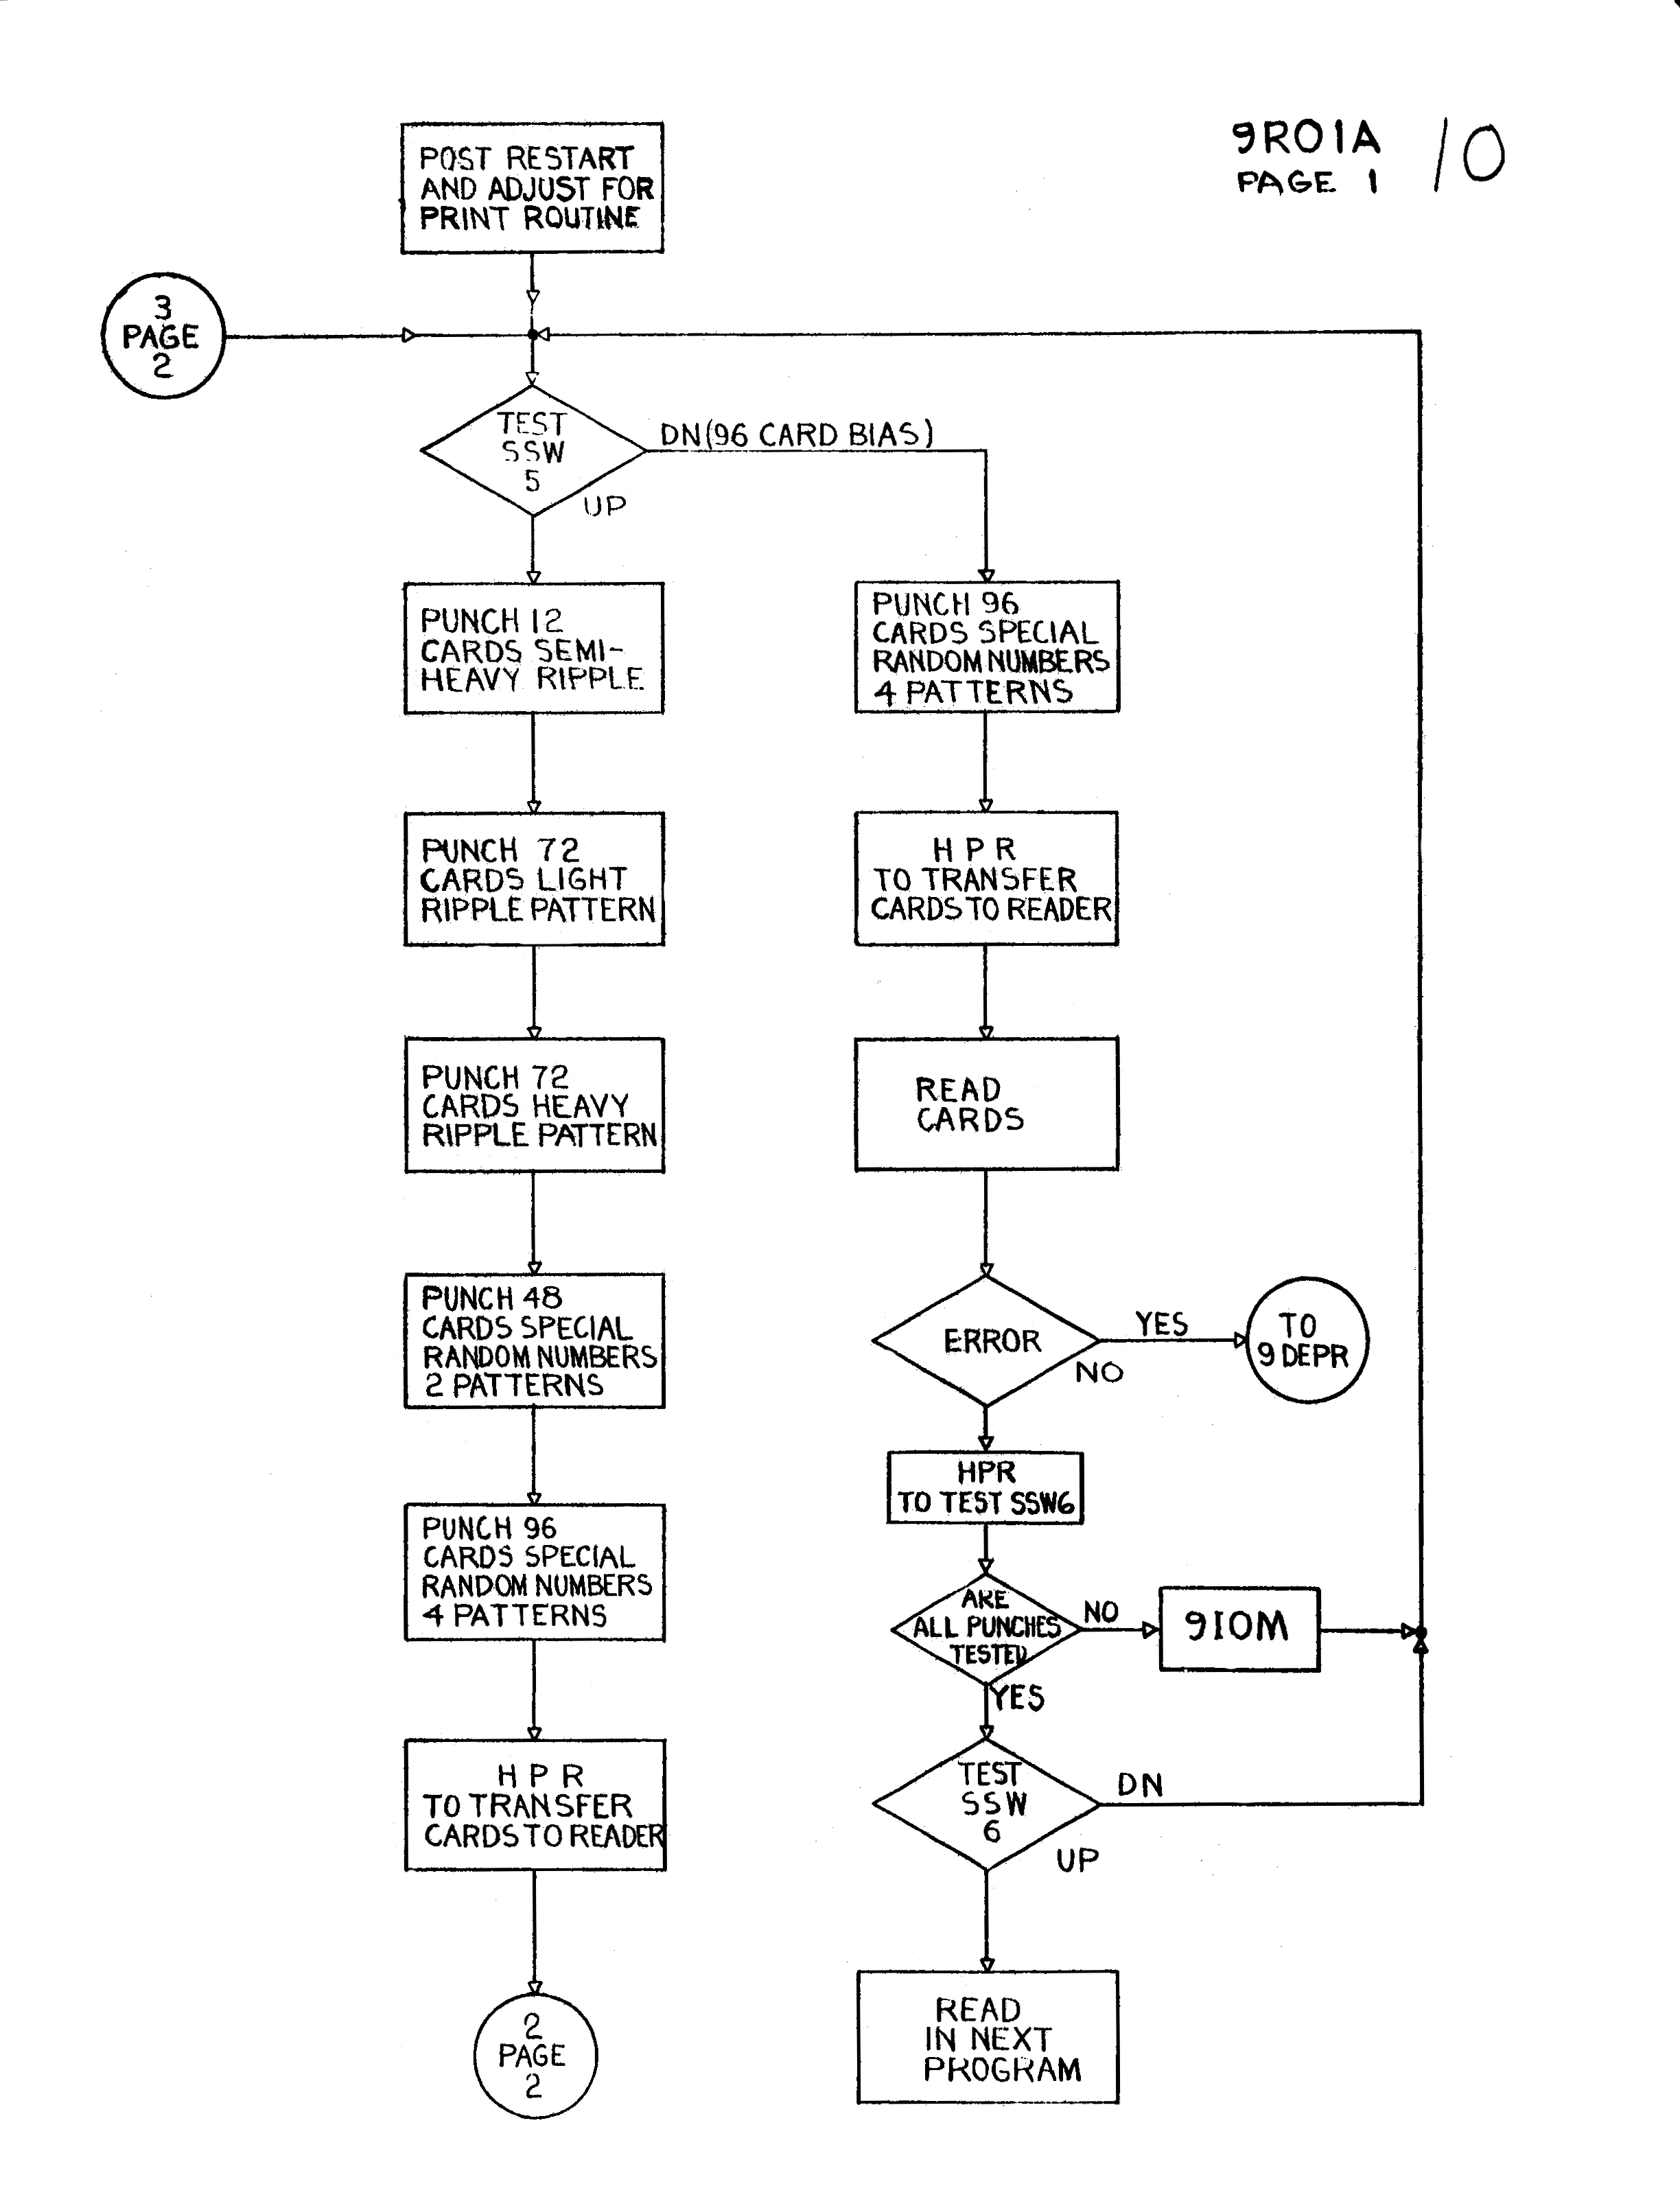 9R01A
PAGE 1
10
POST RESTART
AND ADJUST FOR
PRINT ROUTINE
3
PAGE
2
TEST
SSW
5
DN(96 CARD BIAS)
UP
PUNCH 12
CARDS SEMI-
HEAVY RIPPLE
PUNCH 72
CARDS LIGHT
RIPPLE PATTERN
PUNCH 72
CARDS HEAVY
RIPPLE PATTERN
PUNCH 48
CARDS SPECIAL
RANDOM NUMBERS
2 PATTERNS
PUNCH 96
CARDS SPECIAL
RANDOM NUMBERS
4 PATTERNS
H P R
TO TRANSFER
CARDS TO READER
2
PAGE
2
PUNCH 96
CARDS SPECIAL
RANDOM NUMBERS
4 PATTERNS
H P R
TO TRANSFER
CARDS TO READER
READ
CARDS
ERROR
YES
TO
9 DEPR
NO
HPR
TO TEST SSW6
ARE
ALL PUNCHES
TESTED
NO
9IOM
YES
TEST
SSW
6
DN
UP
READ
IN NEXT
PROGRAM